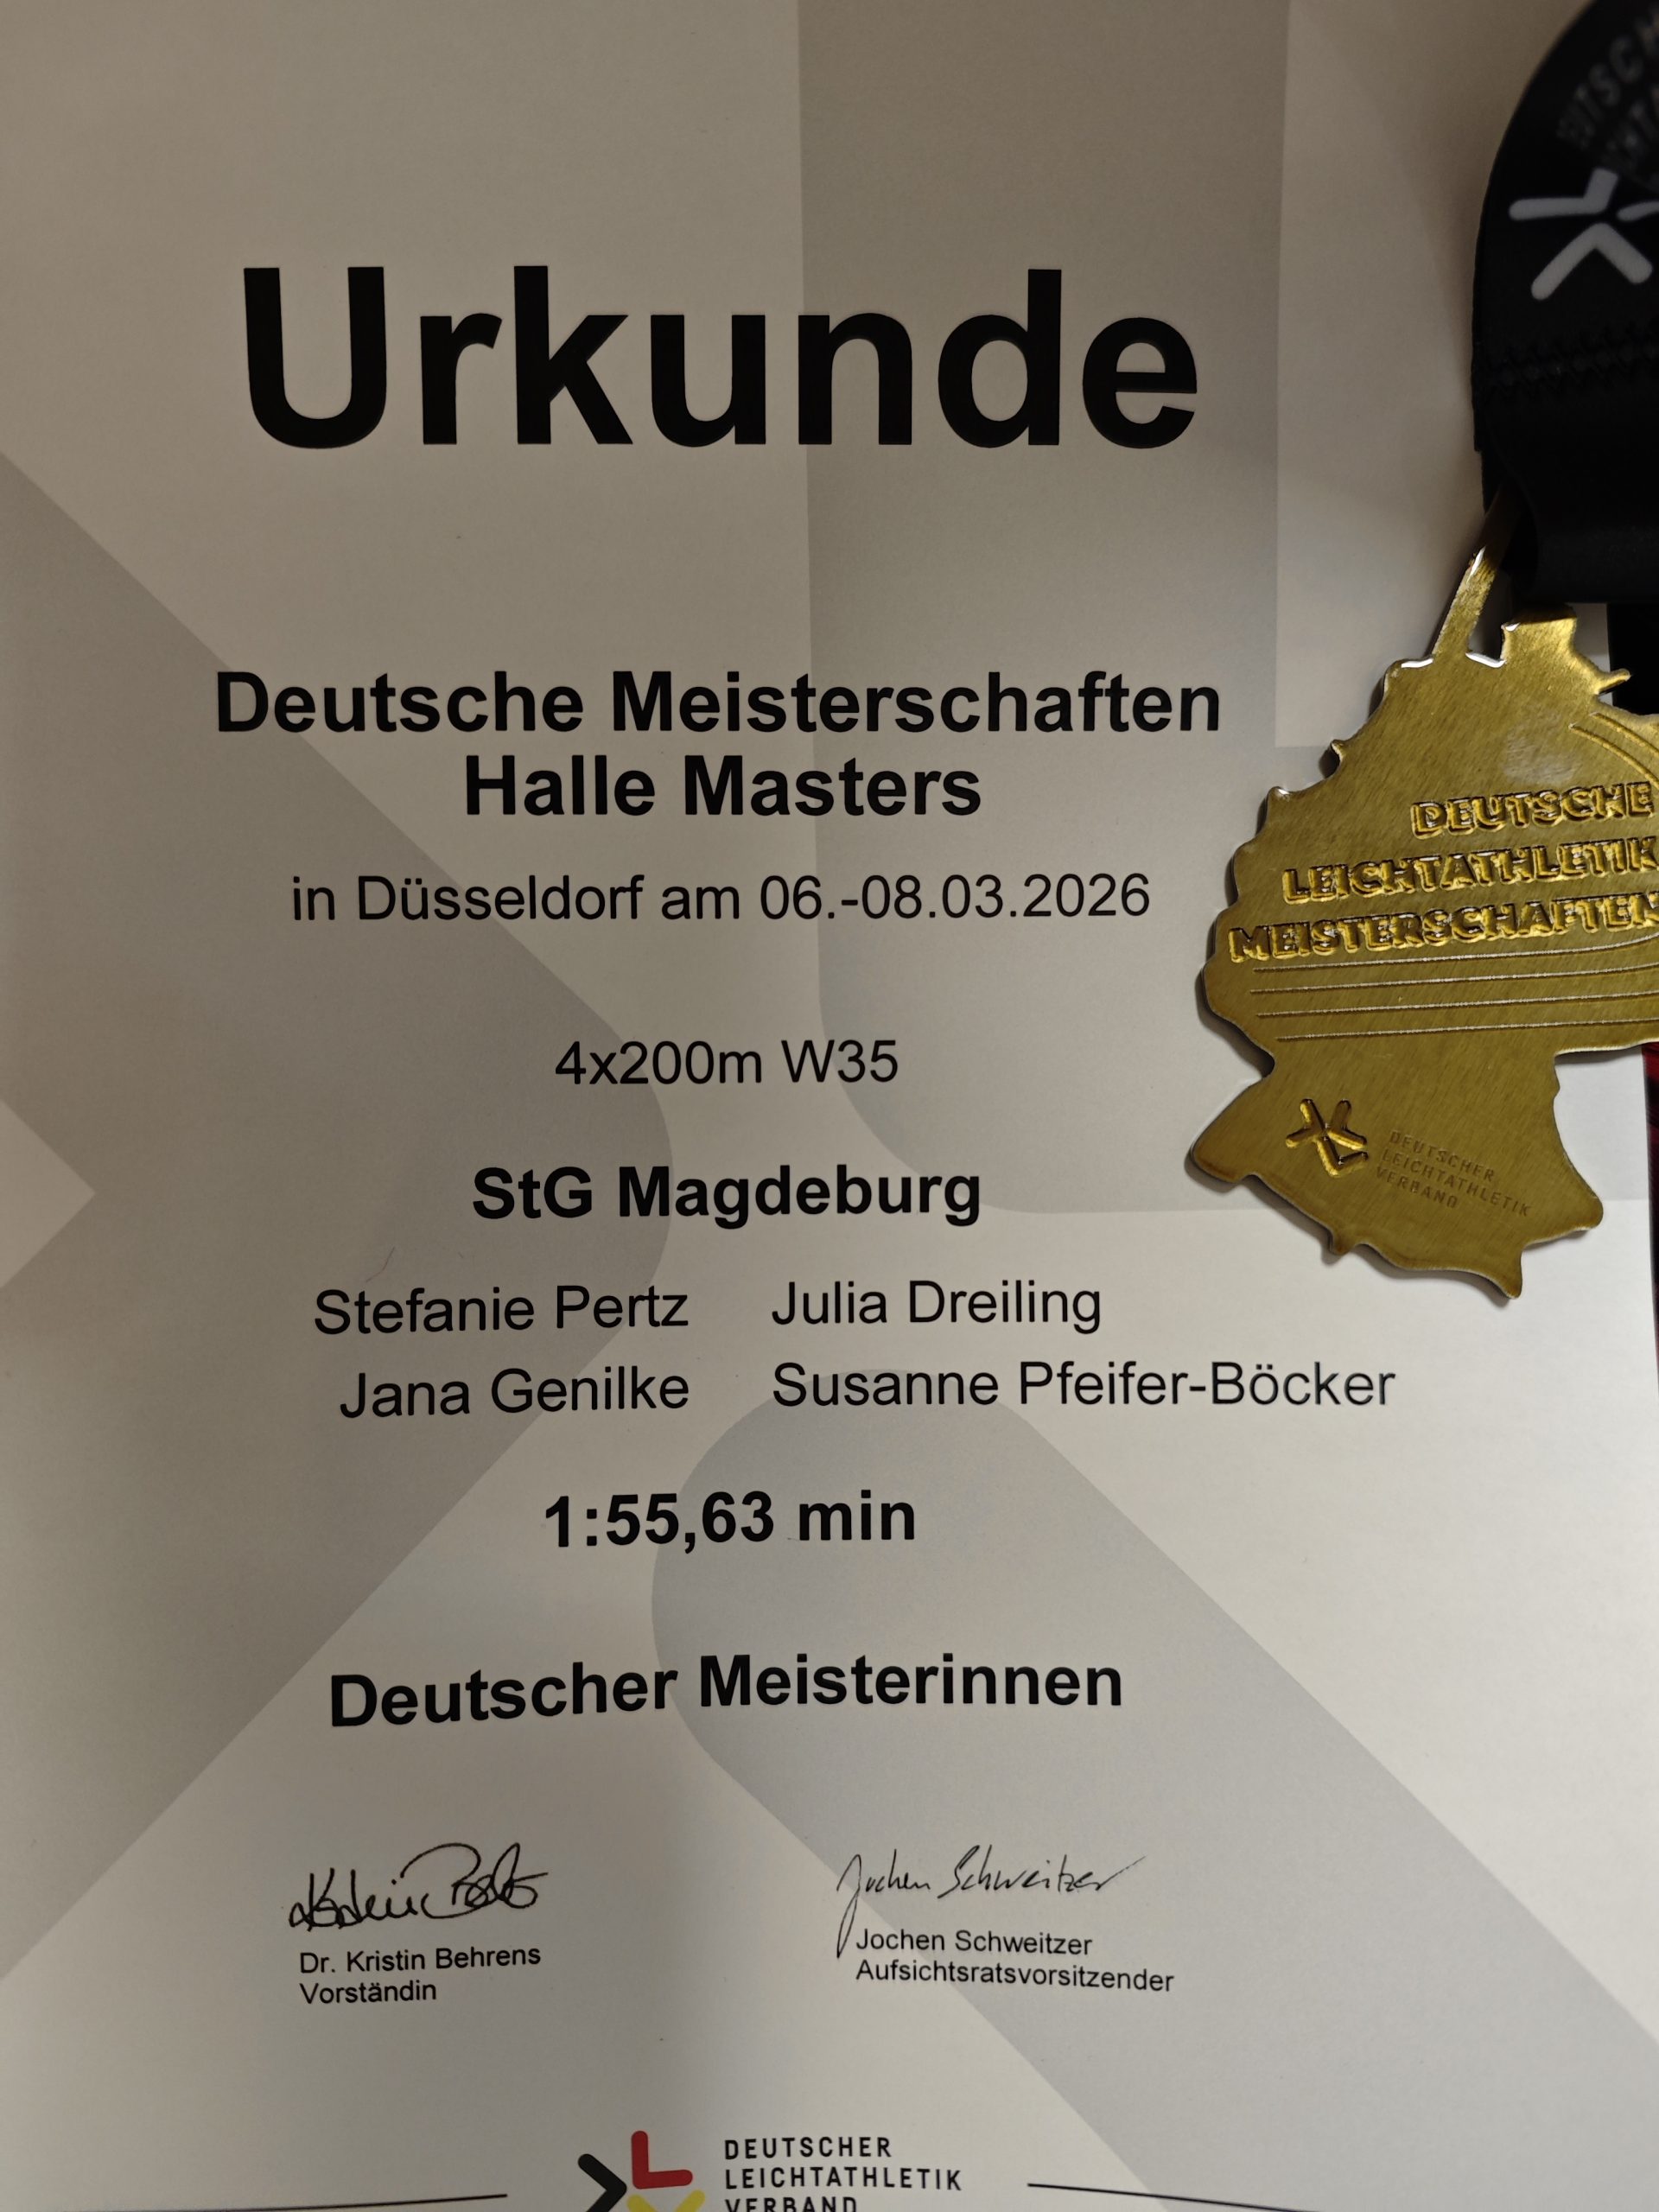 Urkunde
Deutsche Meisterschaften
Halle Masters
in Düsseldorf am 06.-08.03.2026
4x200m W35
StG Magdeburg
Stefanie Pertz Julia Dreiling
Jana Genilke Susanne Pfeifer-Böcker
1:55,63 min
Deutscher Meisterinnen
Jochen Schweitzer
Dr. Kristin Behrens
Vorständin
Jochen Schweitzer
Aufsichtsratsvorsitzender
DEUTSCHER
LEICHTATHLETIK
VERBAND
DEUTSCHE
LEICHTATHLETIK
MEISTERSCHAFTEN
DEUTSCHER
LEICHTATHLETIK
VERBAND